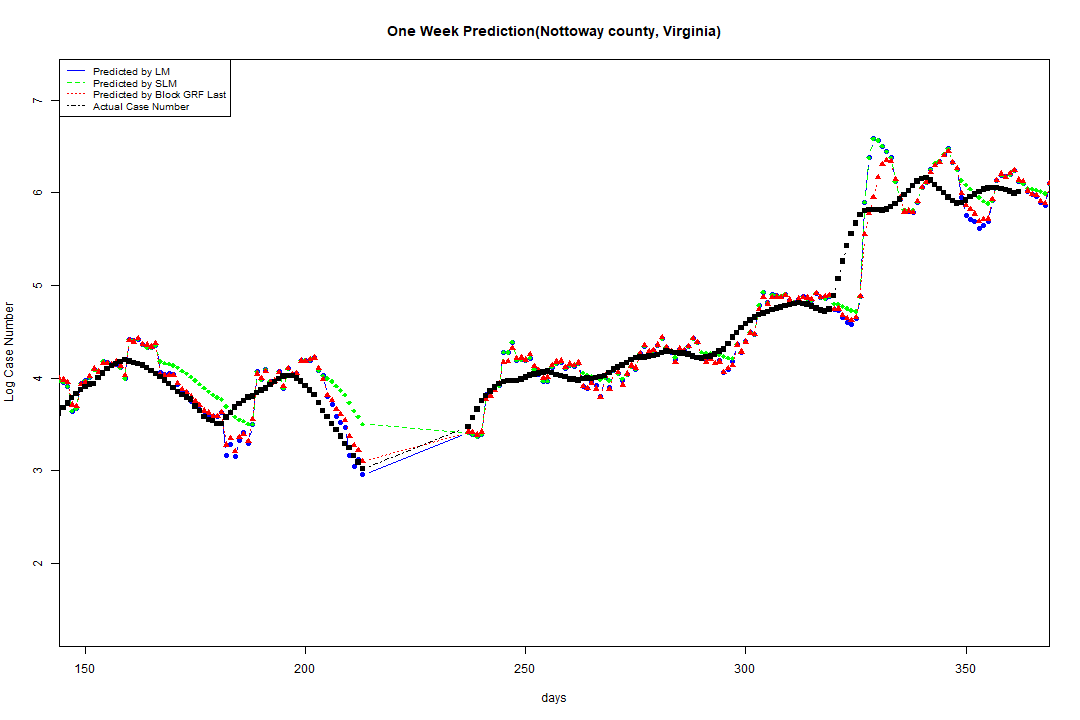 One Week Prediction(Nottoway county, Virginia)
Predicted by LM
Predicted by SLM
Predicted by Block GRF Last
Actual Case Number
7
6
5
4
3
2
Log Case Number
150 200 250 300 350
days